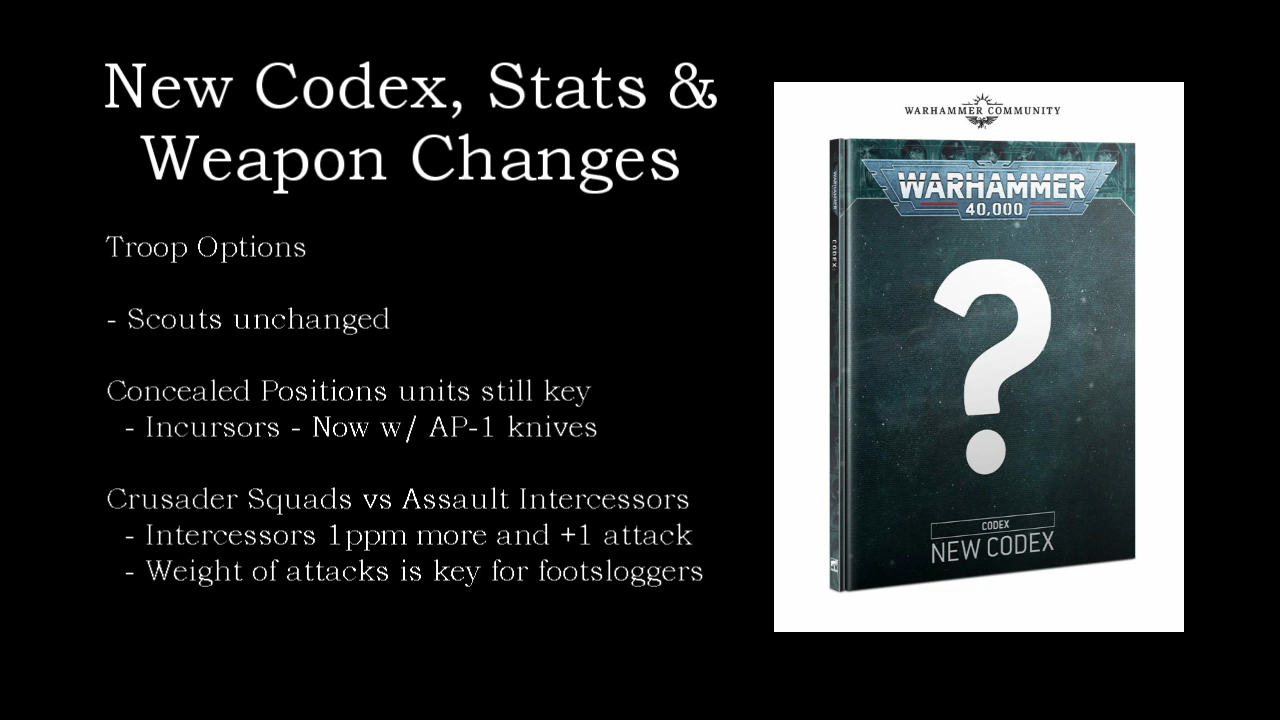 New Codex, Stats &
Weapon Changes
Troop Options
- Scouts unchanged
Concealed Positions units still key
- Incursors - Now w/ AP-1 knives
Crusader Squads vs Assault Intercessors
- Intercessors 1ppm more and +1 attack
- Weight of attacks is key for footsloggers
WARHAMMER COMMUNITY
WARHAMMER
40,000
?
CODEX
NEW CODEX
WARHAMMER
CODEX: